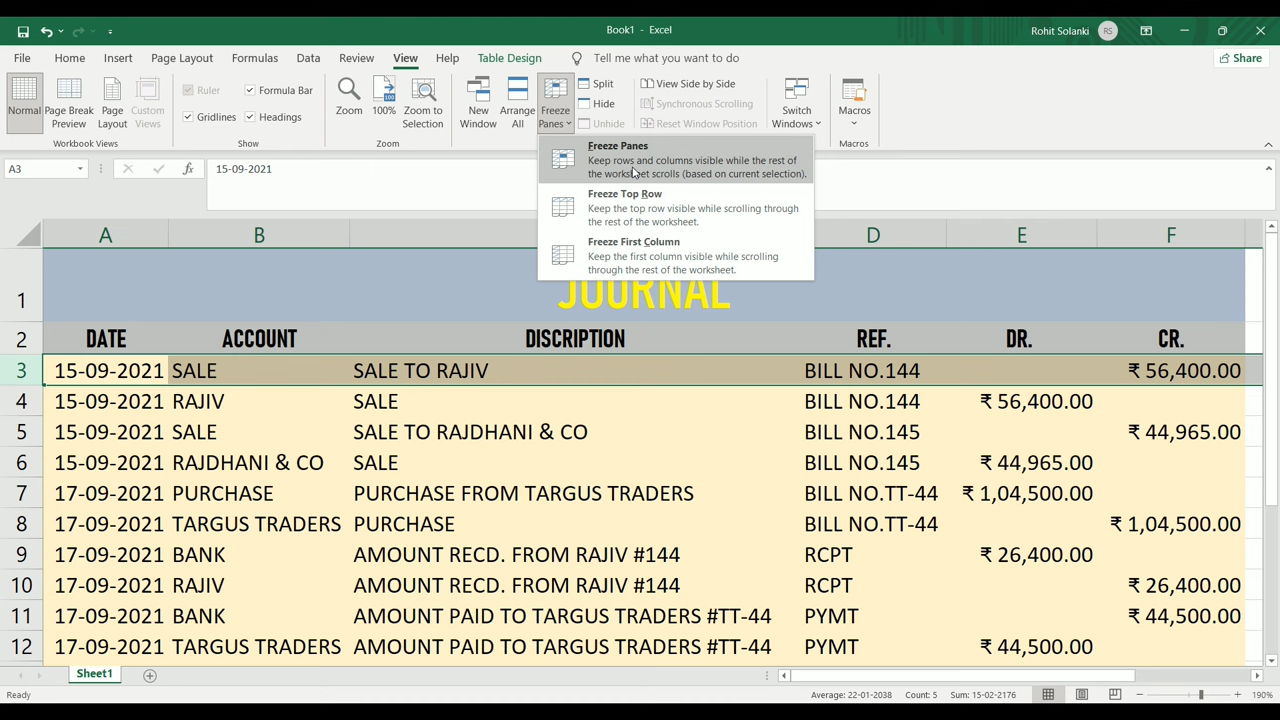 Book1 - Excel
Rohit Solanki RS
File Home Insert Page Layout Formulas Data Review View Help Table Design Tell me what you want to do Share
Normal
Page Break Preview
Page Layout
Custom Views
Workbook Views
Ruler Formula Bar
Gridlines Headings
Show
Zoom
100
100%
Zoom to Selection
Zoom
New Window
Arrange All
Freeze Panes
Split
Hide
Unhide
View Side by Side
Synchronous Scrolling
Reset Window Position
Switch Windows
Macros
Macros
Freeze Panes
Keep rows and columns visible while the rest of
the worksheet scrolls (based on current selection).
Freeze Top Row
Keep the top row visible while scrolling through
the rest of the worksheet.
Freeze First Column
Keep the first column visible while scrolling
through the rest of the worksheet.
A3 fx 15-09-2021
A B D E F
1 JOURNAL
2 DATE ACCOUNT DISCRIPTION REF. DR. CR.
3 15-09-2021 SALE SALE TO RAJIV BILL NO.144 ₹ 56,400.00
4 15-09-2021 RAJIV SALE BILL NO.144 ₹ 56,400.00
5 15-09-2021 SALE SALE TO RAJDHANI & CO BILL NO.145 ₹ 44,965.00
6 15-09-2021 RAJDHANI & CO SALE BILL NO.145 ₹ 44,965.00
7 17-09-2021 PURCHASE PURCHASE FROM TARGUS TRADERS BILL NO.TT-44 ₹ 1,04,500.00
8 17-09-2021 TARGUS TRADERS PURCHASE BILL NO.TT-44 ₹ 1,04,500.00
9 17-09-2021 BANK AMOUNT RECD. FROM RAJIV #144 RCPT ₹ 26,400.00
10 17-09-2021 RAJIV AMOUNT RECD. FROM RAJIV #144 RCPT ₹ 26,400.00
11 17-09-2021 BANK AMOUNT PAID TO TARGUS TRADERS #TT-44 PYMT ₹ 44,500.00
12 17-09-2021 TARGUS TRADERS AMOUNT PAID TO TARGUS TRADERS #TT-44 PYMT ₹ 44,500.00
Sheet1
Ready Average: 22-01-2038 Count: 5 Sum: 15-02-2176 190%